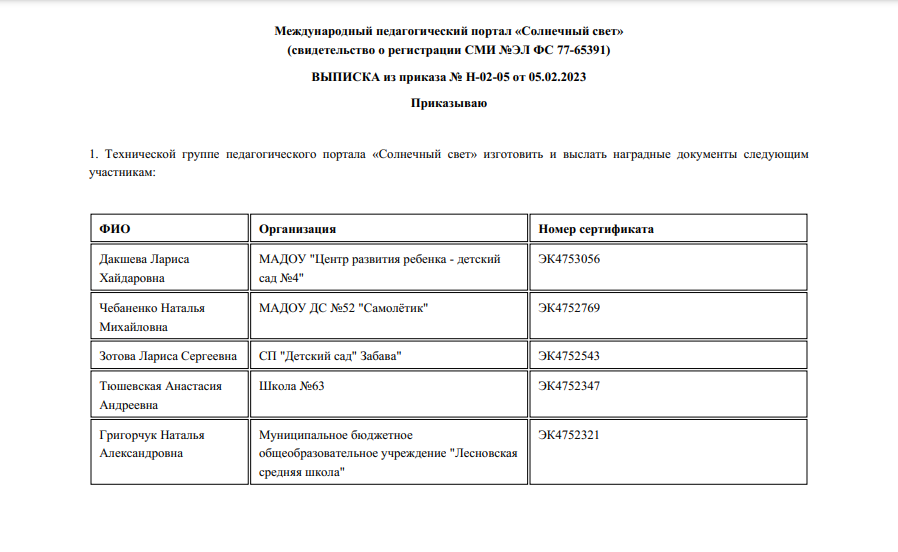 Международный педагогический портал «Солнечный свет»
(свидетельство о регистрации СМИ №ЭЛ ФС 77-65391)
ВЫПИСКА из приказа № Н-02-05 от 05.02.2023
Приказываю
1. Технической группе педагогического портала «Солнечный свет» изготовить и выслать наградные документы следующим
участникам:
ФИО Организация Номер сертификата
Дакшева Лариса МАДОУ "Центр развития ребенка - детский ЭК4753056
Хайдаровна сад №4"
Чебаненко Наталья МАДОУ ДС №52 "Самолётик" ЭК4752769
Михайловна
Зотова Лариса Сергеевна СП "Детский сад" Забава" ЭК4752543
Тюшевская Анастасия Школа №63 ЭК4752347
Андреевна
Григорчук Наталья Муниципальное бюджетное ЭК4752321
Александровна общеобразовательное учреждение "Лесновская
средняя школа"